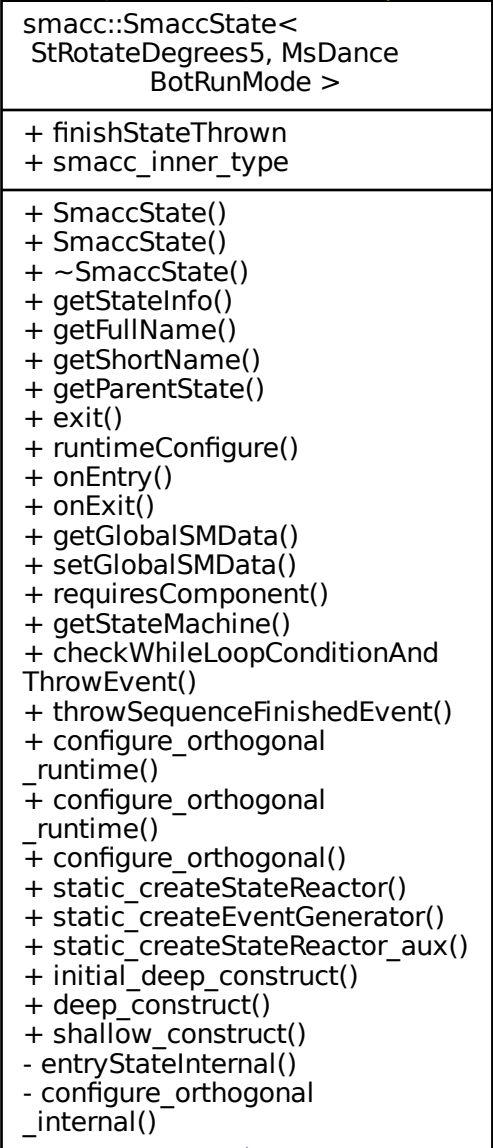 smacc::SmaccState<
StRotateDegrees5, MsDance
BotRunMode >
+ finishStateThrown
+ smacc_inner_type
+ SmaccState()
+ SmaccState()
+ ~SmaccState()
+ getStateInfo()
+ getFullName()
+ getShortName()
+ getParentState()
+ exit()
+ runtimeConfigure()
+ onEntry()
+ onExit()
+ getGlobalSMData()
+ setGlobalSMData()
+ requiresComponent()
+ getStateMachine()
+ checkWhileLoopConditionAnd
ThrowEvent()
+ throwSequenceFinishedEvent()
+ configure_orthogonal
_runtime()
+ configure_orthogonal
_runtime()
+ configure_orthogonal()
+ static_createStateReactor()
+ static_createEventGenerator()
+ static_createStateReactor_aux()
+ initial_deep_construct()
+ deep_construct()
+ shallow_construct()
- entryStateInternal()
- configure_orthogonal
_internal()